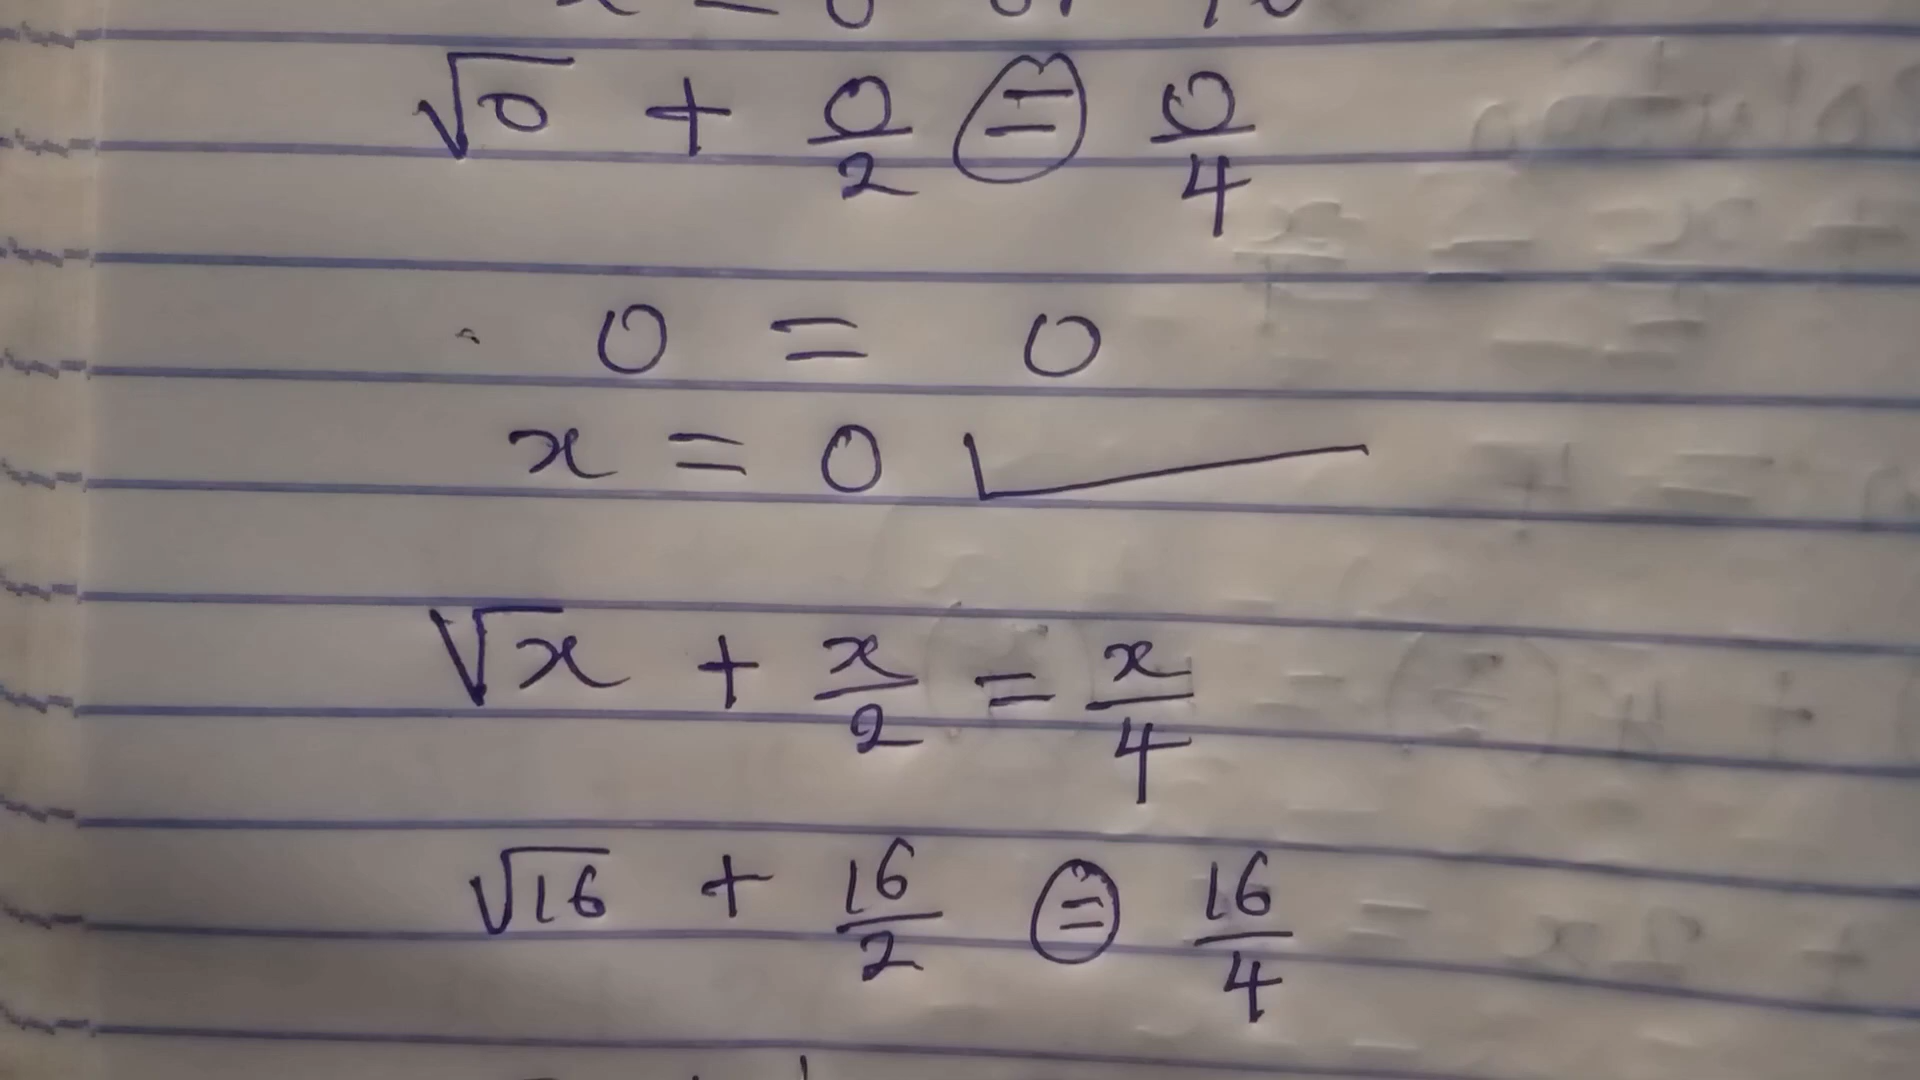 √0 + 0/2 = 0/4
0 = 0
x = 0 ✓
√x + x/2 = x/4
√16 + 16/2 = 16/4